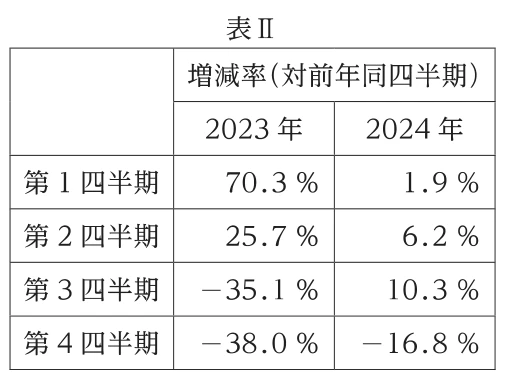 表Ⅱ
増減率(対前年同四半期)
2023年 2024年
第1四半期 70.3% 1.9%
第2四半期 25.7% 6.2%
第3四半期 −35.1% 10.3%
第4四半期 −38.0% −16.8%